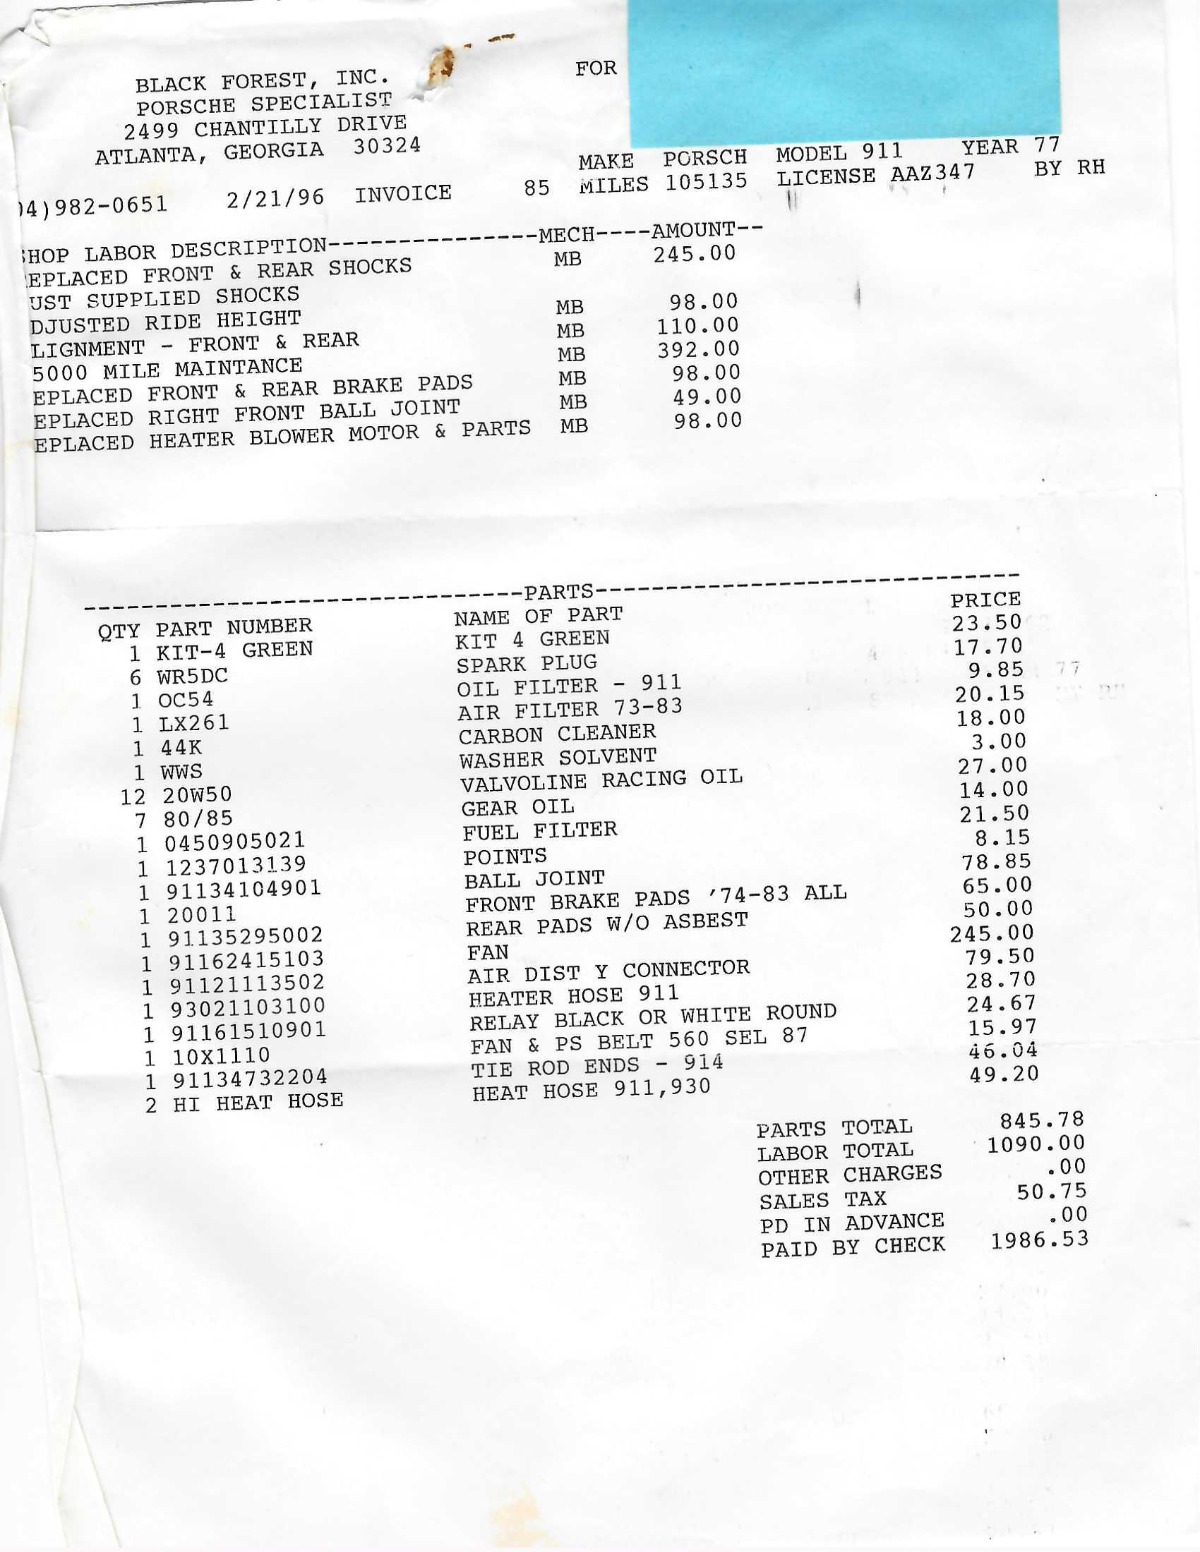 BLACK FOREST, INC.
PORSCHE SPECIALIST
2499 CHANTILLY DRIVE
ATLANTA, GEORGIA 30324
FOR
MAKE PORSCH MODEL 911 YEAR 77
04)982-0651 2/21/96 INVOICE 85 MILES 105135 LICENSE AAZ347 BY RH
HOP LABOR DESCRIPTION---------------MECH----AMOUNT--
EPLACED FRONT & REAR SHOCKS MB 245.00
UST SUPPLIED SHOCKS
DJUSTED RIDE HEIGHT MB 98.00
LIGNMENT - FRONT & REAR MB 110.00
5000 MILE MAINTANCE MB 392.00
EPLACED FRONT & REAR BRAKE PADS MB 98.00
EPLACED RIGHT FRONT BALL JOINT MB 49.00
EPLACED HEATER BLOWER MOTOR & PARTS MB 98.00
-------------------------------PARTS------------------------------
QTY PART NUMBER NAME OF PART PRICE
1 KIT-4 GREEN KIT 4 GREEN 23.50
6 WR5DC SPARK PLUG 17.70
1 OC54 OIL FILTER - 911 9.85
1 LX261 AIR FILTER 73-83 20.15
1 44K CARBON CLEANER 18.00
1 WWS WASHER SOLVENT 3.00
12 20W50 VALVOLINE RACING OIL 27.00
7 80/85 GEAR OIL 14.00
1 0450905021 FUEL FILTER 21.50
1 1237013139 POINTS 8.15
1 91134104901 BALL JOINT 78.85
1 20011 FRONT BRAKE PADS '74-83 ALL 65.00
1 91135295002 REAR PADS W/O ASBEST 50.00
1 91162415103 FAN 245.00
1 91121113502 AIR DIST Y CONNECTOR 79.50
1 93021103100 HEATER HOSE 911 28.70
1 91161510901 RELAY BLACK OR WHITE ROUND 24.67
1 10X1110 FAN & PS BELT 560 SEL 87 15.97
1 91134732204 TIE ROD ENDS - 914 46.04
2 HI HEAT HOSE HEAT HOSE 911,930 49.20
PARTS TOTAL 845.78
LABOR TOTAL 1090.00
OTHER CHARGES .00
SALES TAX 50.75
PD IN ADVANCE .00
PAID BY CHECK 1986.53